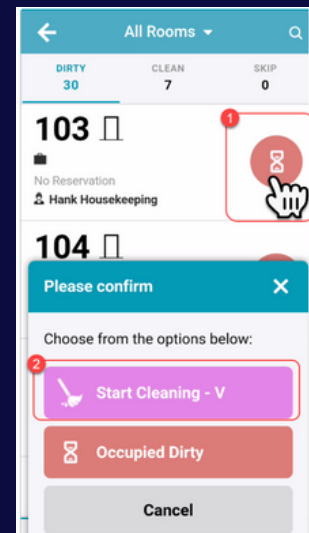 All Rooms
DIRTY CLEAN SKIP
30 7 0
1
103
No Reservation
Hank Housekeeping
104
Please confirm X
Choose from the options below:
2
Start Cleaning - V
Occupied Dirty
Cancel